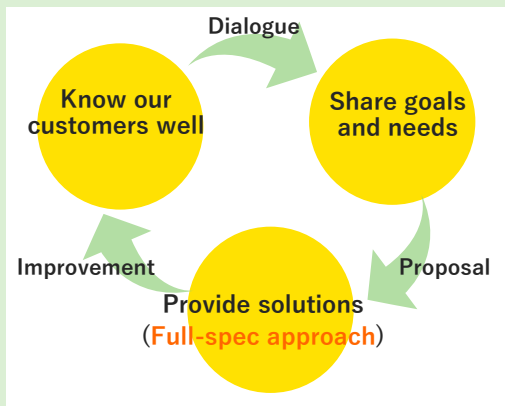 Dialogue
Know our
customers well
Share goals
and needs
Improvement
Proposal
Provide solutions
(Full-spec approach)